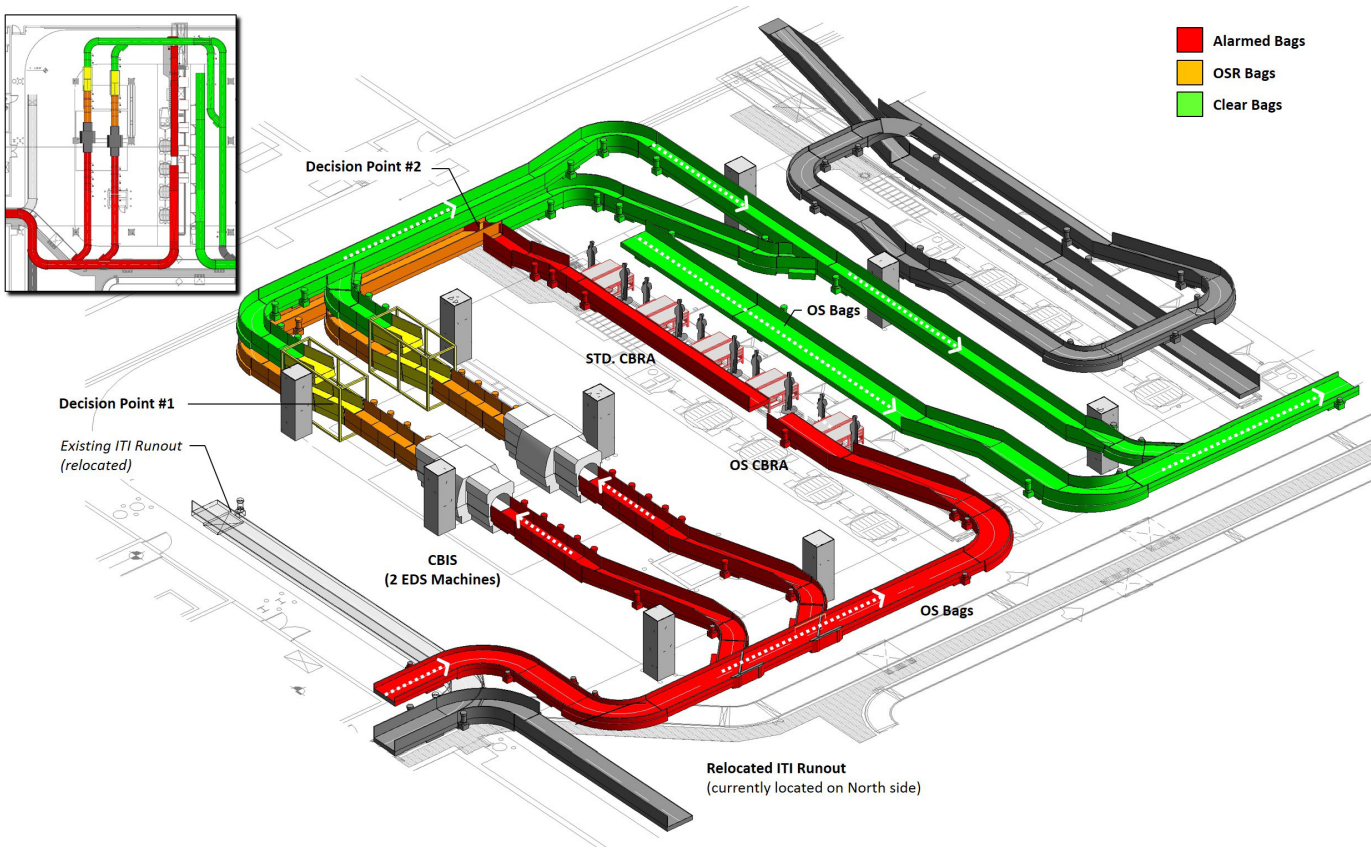 Alarmed Bags
OSR Bags
Clear Bags
Decision Point #2
OS Bags
STD. CBRA
Decision Point #1
Existing ITI Runout
(relocated)
OS CBRA
CBIS
(2 EDS Machines)
OS Bags
Relocated ITI Runout
(currently located on North side)